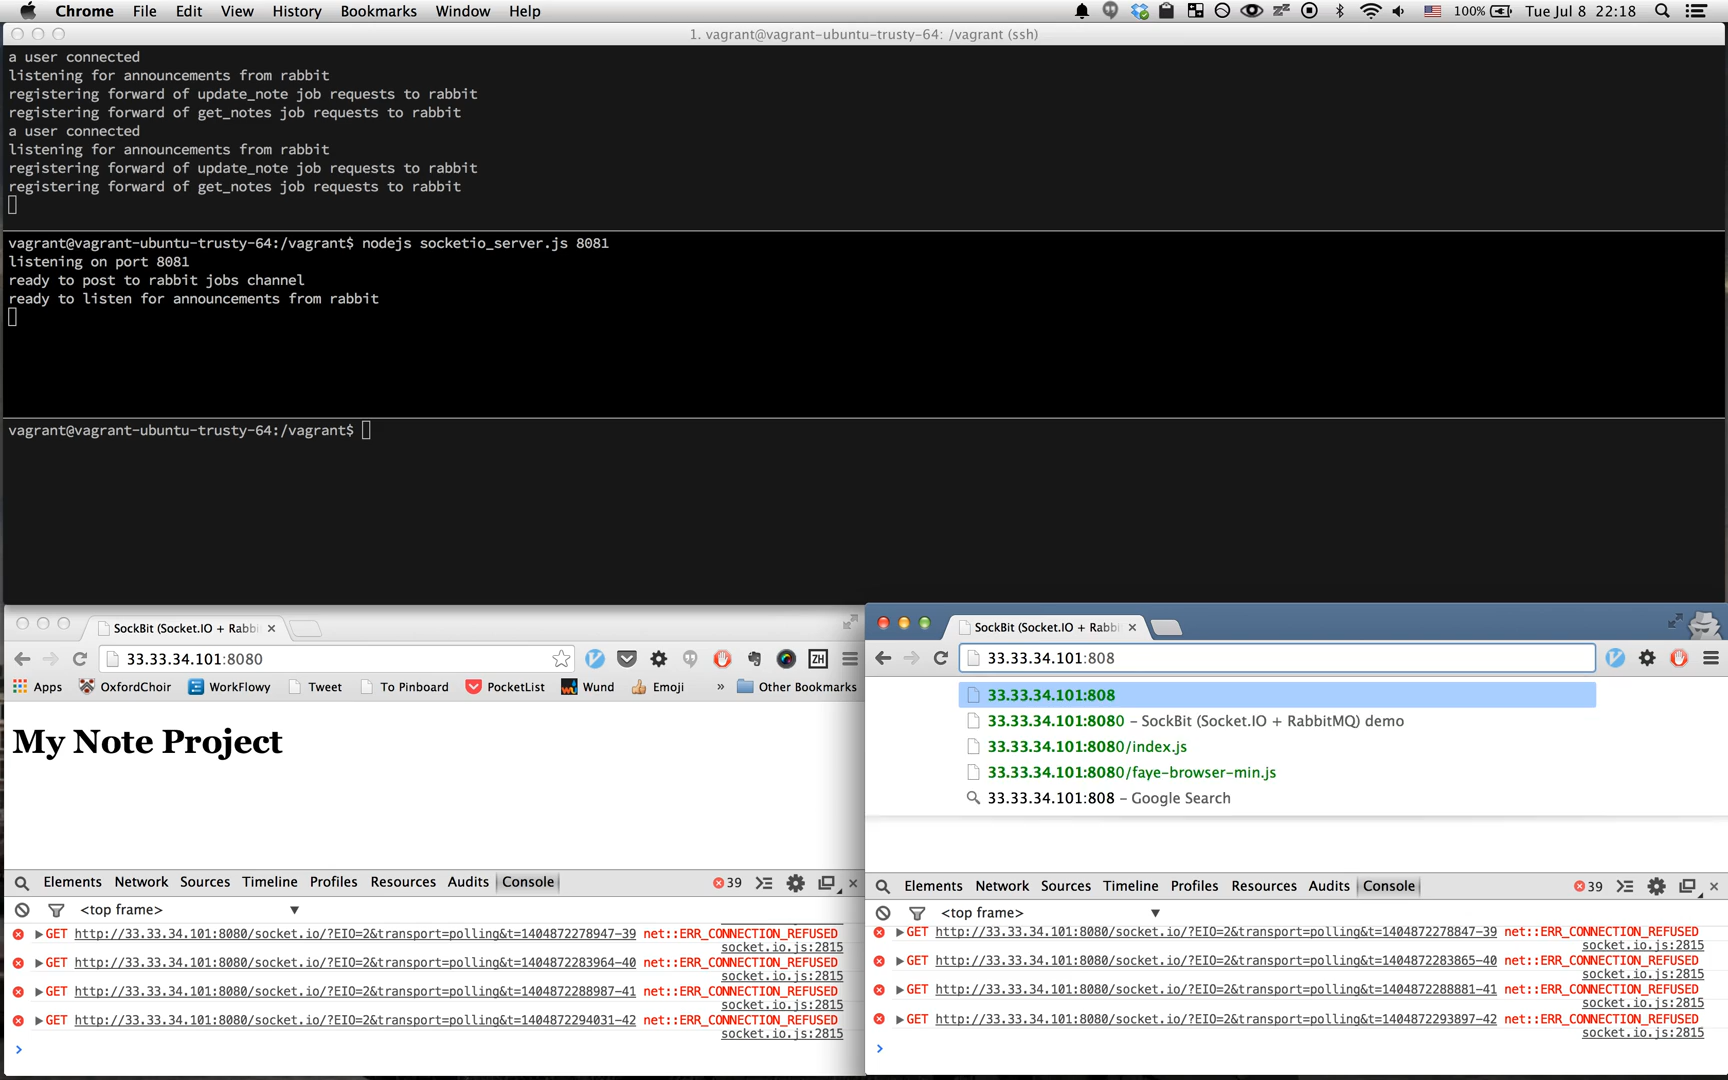 Chrome File Edit View History Bookmarks Window Help 100% Tue Jul 8 22:18
1. vagrant@vagrant-ubuntu-trusty-64: /vagrant (ssh)
a user connected
listening for announcements from rabbit
registering forward of update_note job requests to rabbit
registering forward of get_notes job requests to rabbit
a user connected
listening for announcements from rabbit
registering forward of update_note job requests to rabbit
registering forward of get_notes job requests to rabbit
vagrant@vagrant-ubuntu-trusty-64:/vagrant$ nodejs socketio_server.js 8081
listening on port 8081
ready to post to rabbit jobs channel
ready to listen for announcements from rabbit
vagrant@vagrant-ubuntu-trusty-64:/vagrant$
SockBit (Socket.IO + Rabbi
33.33.34.101:8080 ZH
Apps OxfordChoir WorkFlowy Tweet To Pinboard PocketList Wund Emoji » Other Bookmarks
My Note Project
Elements Network Sources Timeline Profiles Resources Audits Console 39
<top frame>
GET http://33.33.34.101:8080/socket.io/?EIO=2&transport=polling&t=1404872278947-39 net::ERR_CONNECTION_REFUSED
socket.io.js:2815
GET http://33.33.34.101:8080/socket.io/?EIO=2&transport=polling&t=1404872283964-40 net::ERR_CONNECTION_REFUSED
socket.io.js:2815
GET http://33.33.34.101:8080/socket.io/?EIO=2&transport=polling&t=1404872288987-41 net::ERR_CONNECTION_REFUSED
socket.io.js:2815
GET http://33.33.34.101:8080/socket.io/?EIO=2&transport=polling&t=1404872294031-42 net::ERR_CONNECTION_REFUSED
socket.io.js:2815
>
SockBit (Socket.IO + Rabbi
33.33.34.101:808
33.33.34.101:808
33.33.34.101:8080 – SockBit (Socket.IO + RabbitMQ) demo
33.33.34.101:8080/index.js
33.33.34.101:8080/faye-browser-min.js
33.33.34.101:808 – Google Search
Elements Network Sources Timeline Profiles Resources Audits Console 39
<top frame>
GET http://33.33.34.101:8080/socket.io/?EIO=2&transport=polling&t=1404872278847-39 net::ERR_CONNECTION_REFUSED
socket.io.js:2815
GET http://33.33.34.101:8080/socket.io/?EIO=2&transport=polling&t=1404872283865-40 net::ERR_CONNECTION_REFUSED
socket.io.js:2815
GET http://33.33.34.101:8080/socket.io/?EIO=2&transport=polling&t=1404872288881-41 net::ERR_CONNECTION_REFUSED
socket.io.js:2815
GET http://33.33.34.101:8080/socket.io/?EIO=2&transport=polling&t=1404872293897-42 net::ERR_CONNECTION_REFUSED
socket.io.js:2815
>